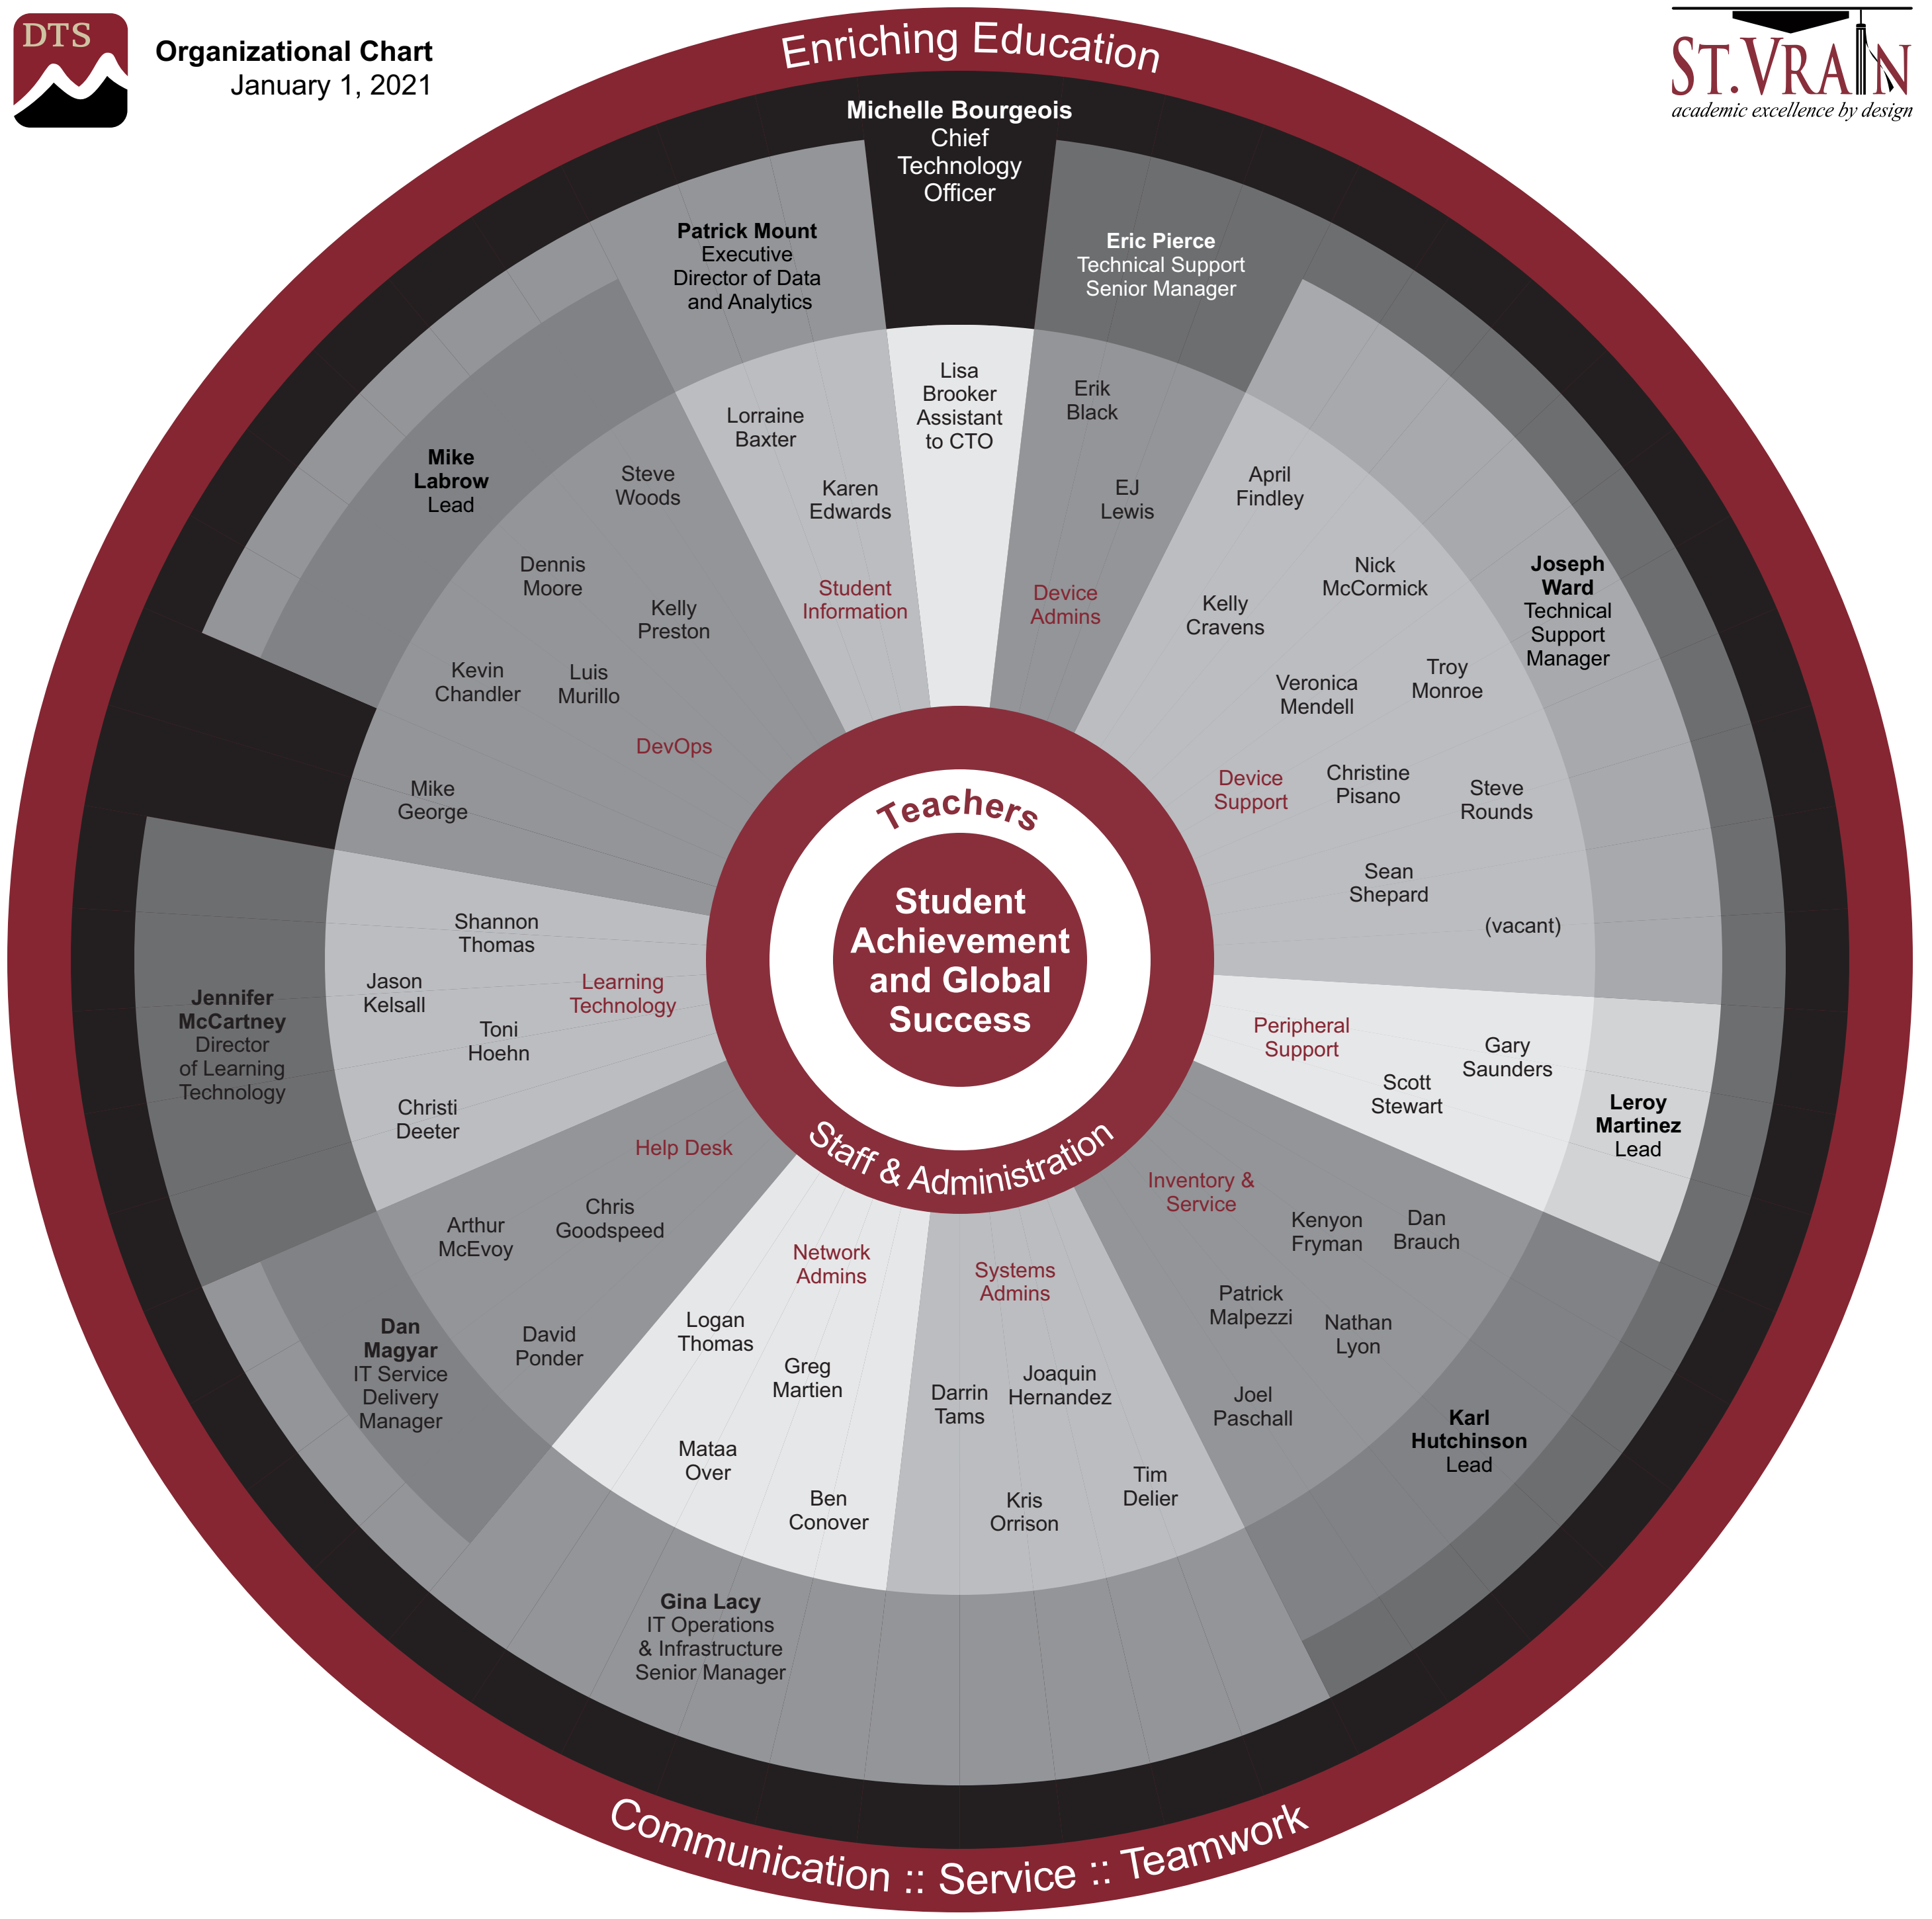 DTS
Organizational Chart
January 1, 2021
ST.VRAIN
academic excellence by design
Enriching Education
Michelle Bourgeois
Chief
Technology
Officer
Patrick Mount
Executive
Director of Data
and Analytics
Eric Pierce
Technical Support
Senior Manager
Lisa
Brooker
Assistant
to CTO
Lorraine
Baxter
Karen
Edwards
Student
Information
Erik
Black
EJ
Lewis
Device
Admins
Mike
Labrow
Lead
Steve
Woods
Dennis
Moore
Kelly
Preston
Kevin
Chandler
Luis
Murillo
DevOps
Mike
George
April
Findley
Nick
McCormick
Kelly
Cravens
Joseph
Ward
Technical
Support
Manager
Veronica
Mendell
Troy
Monroe
Device
Support
Christine
Pisano
Steve
Rounds
Sean
Shepard
(vacant)
Teachers
Student
Achievement
and Global
Success
Staff & Administration
Shannon
Thomas
Jason
Kelsall
Learning
Technology
Toni
Hoehn
Christi
Deeter
Jennifer
McCartney
Director
of Learning
Technology
Peripheral
Support
Gary
Saunders
Scott
Stewart
Leroy
Martinez
Lead
Help Desk
Chris
Goodspeed
Arthur
McEvoy
David
Ponder
Dan
Magyar
IT Service
Delivery
Manager
Network
Admins
Logan
Thomas
Greg
Martien
Mataa
Over
Ben
Conover
Systems
Admins
Joaquin
Hernandez
Darrin
Tams
Tim
Delier
Kris
Orrison
Inventory &
Service
Kenyon
Fryman
Dan
Brauch
Patrick
Malpezzi
Nathan
Lyon
Joel
Paschall
Karl
Hutchinson
Lead
Gina Lacy
IT Operations
& Infrastructure
Senior Manager
Communication :: Service :: Teamwork